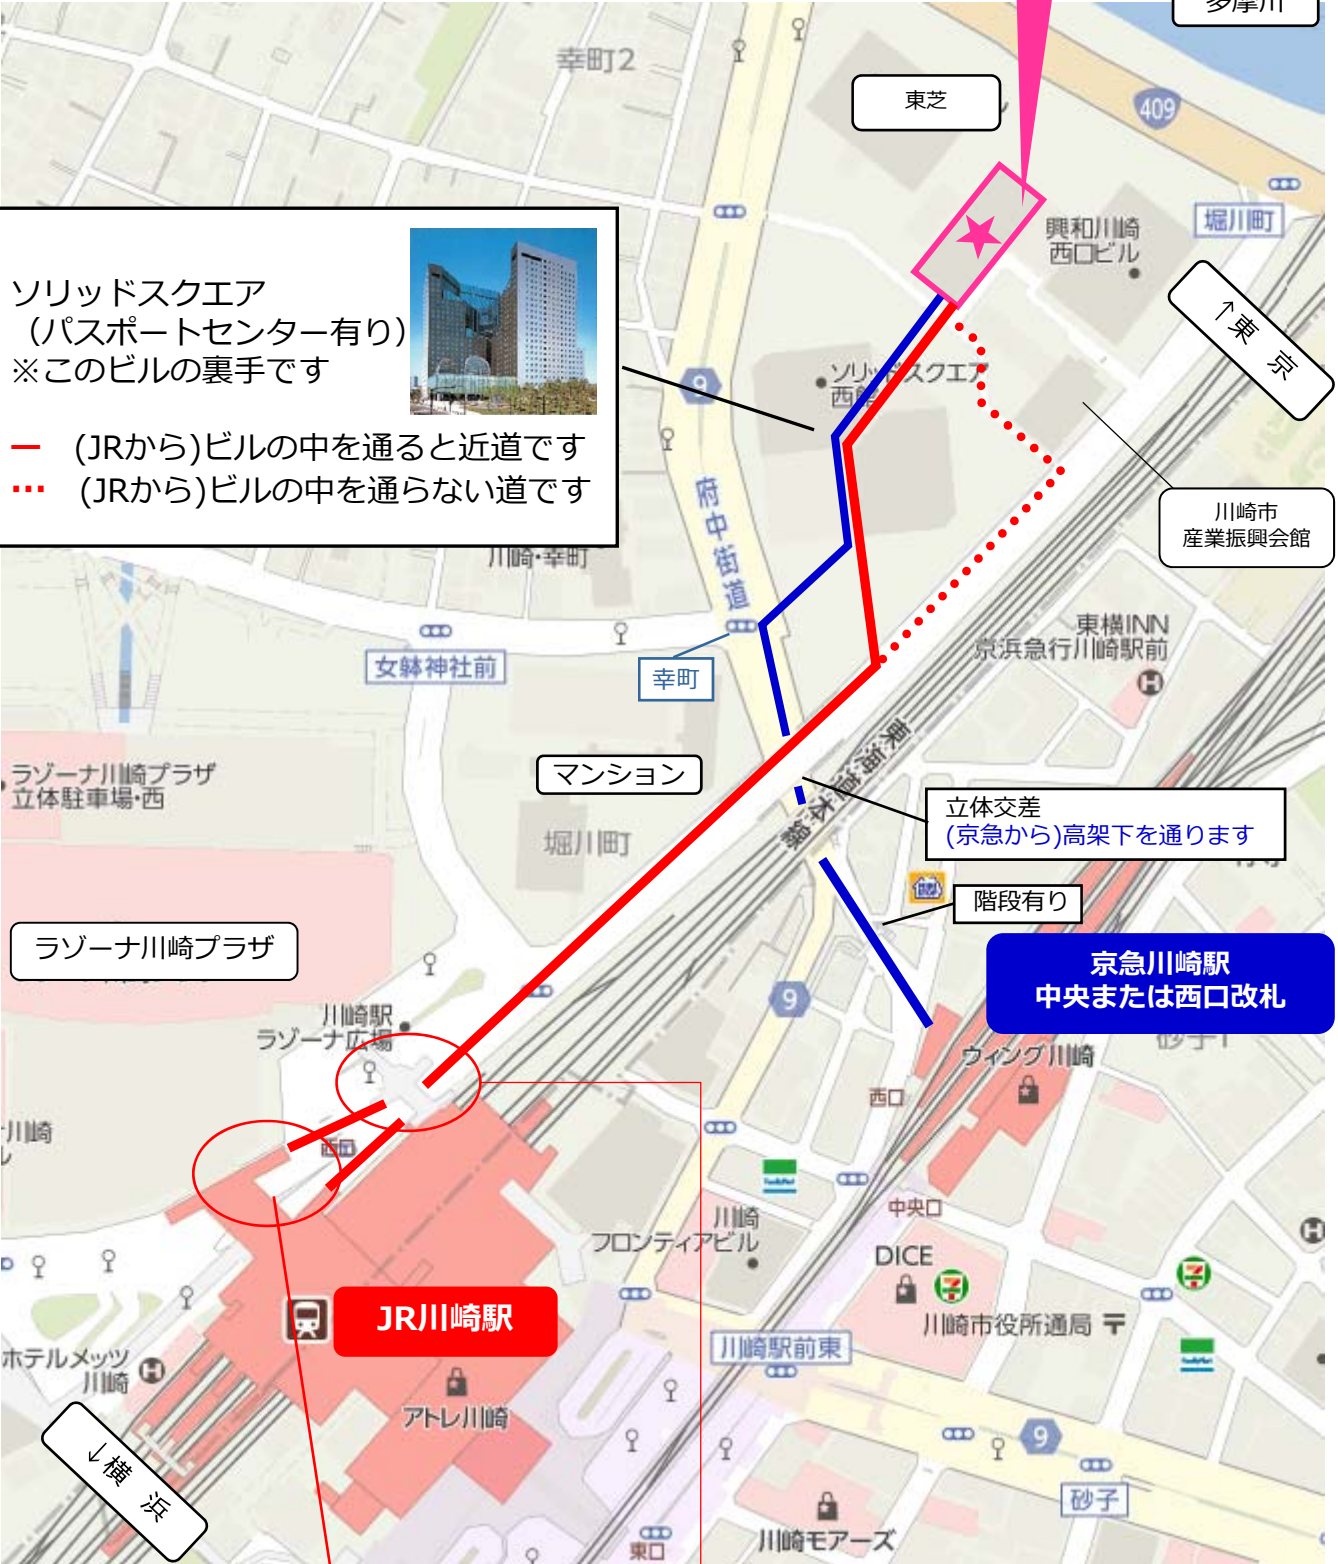 多摩川
幸町2
東芝
409
堀川町
興和川崎
西口ビル
↑東 京
ソリッドスクエア
（パスポートセンター有り）
※このビルの裏手です
― (JRから)ビルの中を通ると近道です
… (JRから)ビルの中を通らない道です
9
ソリッドスクエア
西館
府中街道
川崎市
産業振興会館
川崎・幸町
東横INN
京浜急行川崎駅前
女躰神社前
幸町
東海道本線
ラゾーナ川崎プラザ
立体駐車場・西
マンション
立体交差
(京急から)高架下を通ります
堀川町
階段有り
ラゾーナ川崎プラザ
京急川崎駅
中央または西口改札
9
川崎駅
ラゾーナ広場
砂子1
ウィング川崎
西口
西口
川崎
中央口
川崎
フロンティアビル
FamilyMart
DICE
川崎市役所通局
JR川崎駅
川崎駅前東
FamilyMart
ホテルメッツ
川崎
アトレ川崎
9
↓横 浜
砂子
川崎モアーズ
東口